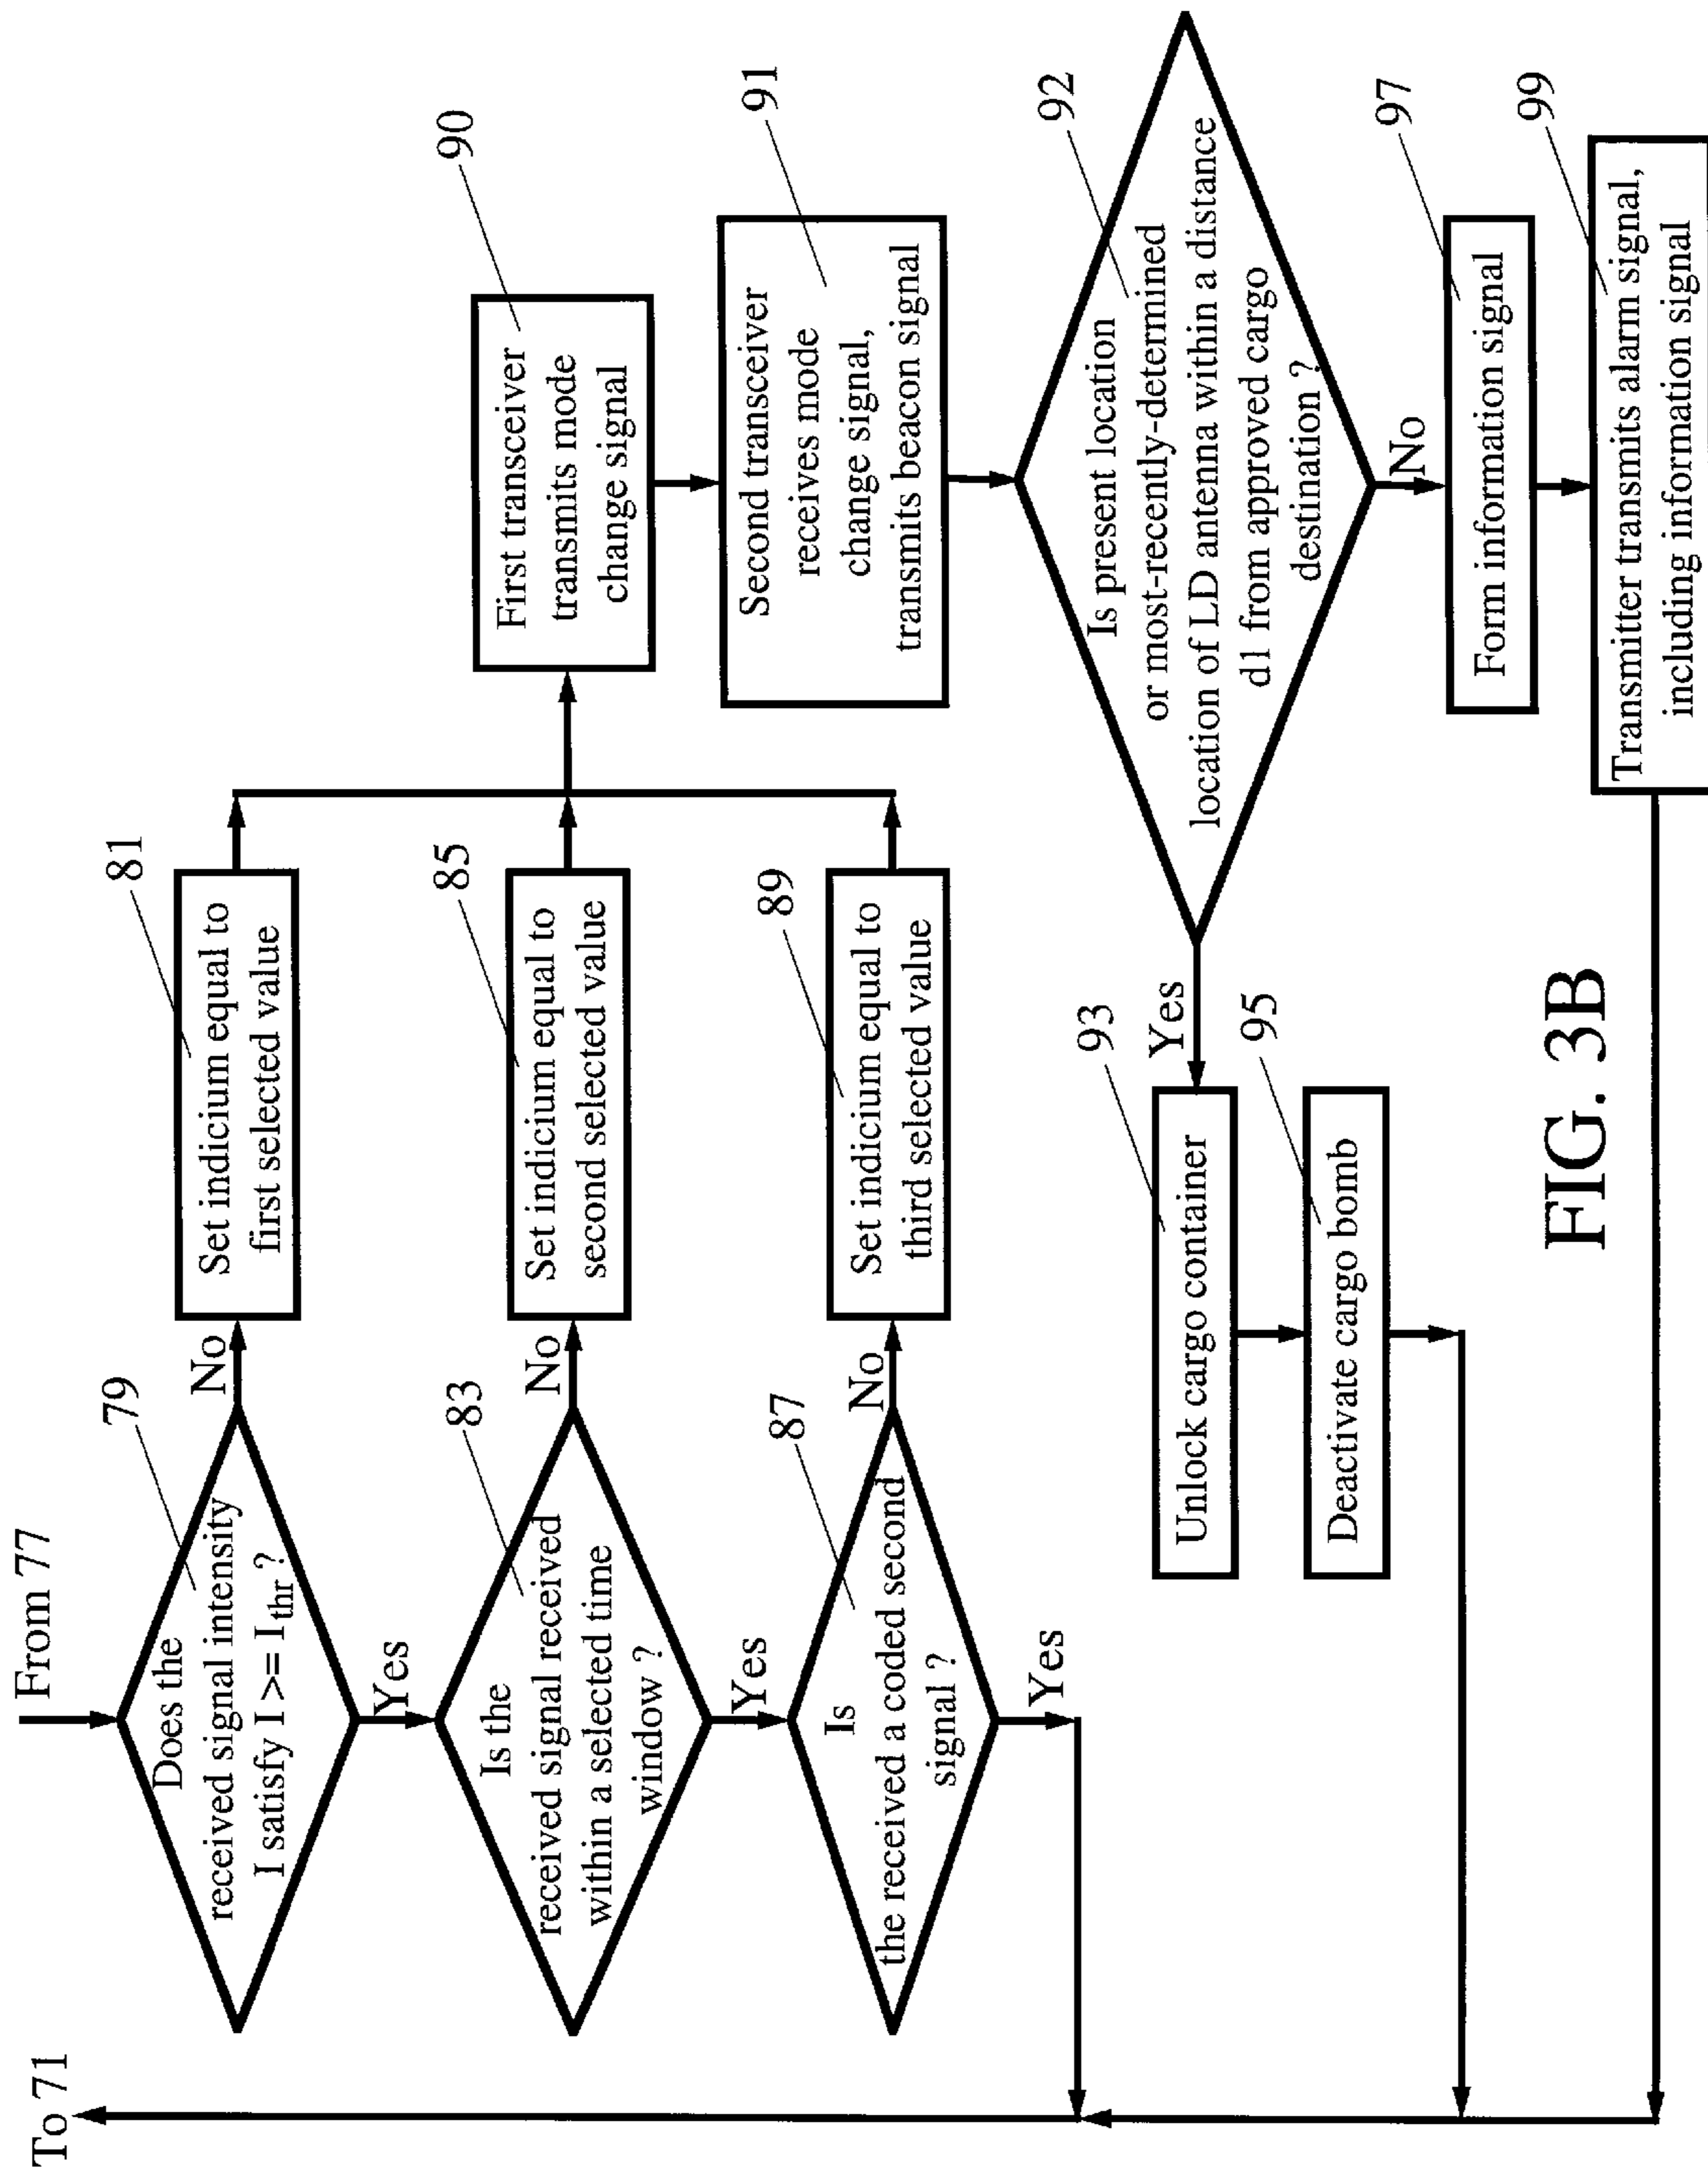 To 71
From 77
79
Does the
received signal intensity
I satisfy I >= Ithr ?
No
81
Set indicium equal to
first selected value
Yes
83
Is the
received signal received
within a selected time
window ?
No
85
Set indicium equal to
second selected value
Yes
87
Is
the received a coded second
signal ?
No
89
Set indicium equal to
third selected value
Yes
90
First transceiver
transmits mode
change signal
91
Second transceiver
receives mode
change signal,
transmits beacon signal
92
Is present location
or most-recently-determined
location of LD antenna within a distance
d1 from approved cargo
destination ?
Yes
93
Unlock cargo container
95
Deactivate cargo bomb
No
97
Form information signal
99
Transmitter transmits alarm signal,
including information signal
FIG. 3B